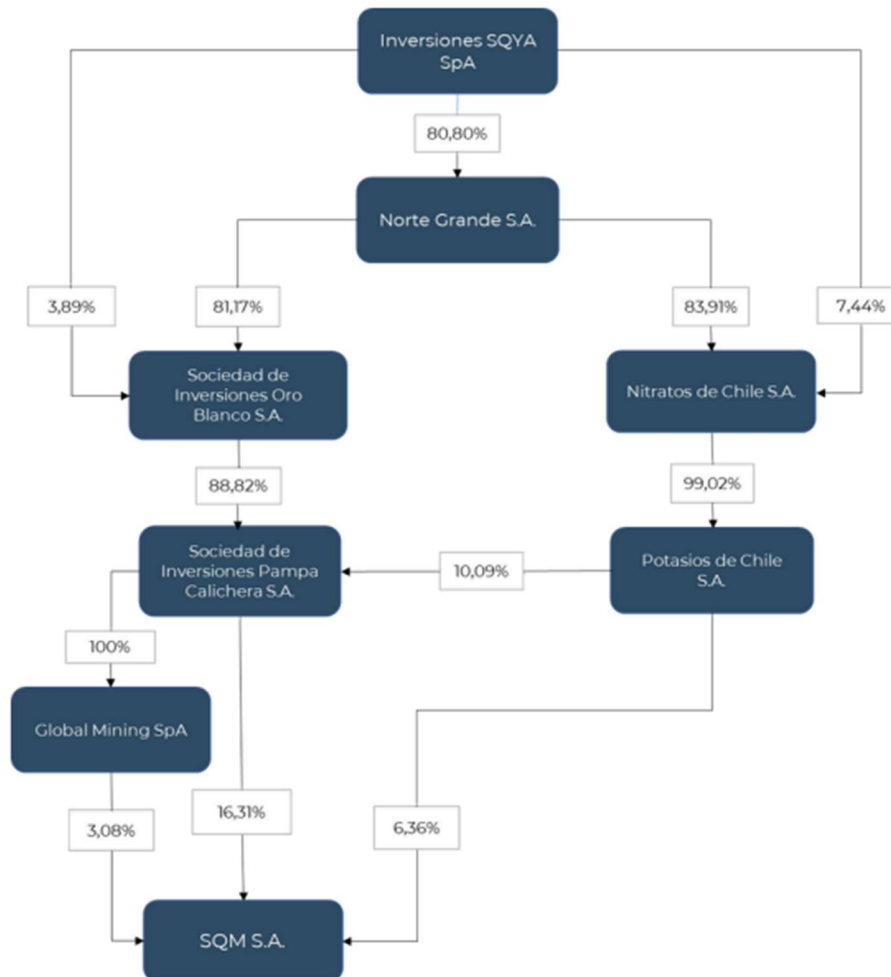 Inversiones SQYA
SpA
80,80%
Norte Grande S.A.
3,89%
81,17%
83,91%
7,44%
Sociedad de
Inversiones Oro
Blanco S.A.
Nitratos de Chile S.A.
88,82%
99,02%
Sociedad de
Inversiones Pampa
Calichera S.A.
10,09%
Potasios de Chile
S.A.
100%
Global Mining SpA
3,08%
16,31%
6,36%
SQM S.A.